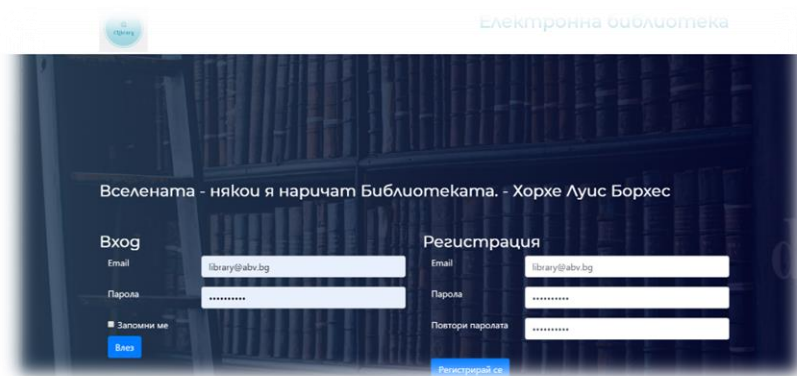 Електронна библиотека
Вселената - някои я наричат Библиотеката. - Хорхе Луис Борхес
Вход
Email
library@abv.bg
Парола
••••••••••
Запомни ме
Влез
Регистрация
Email
library@abv.bg
Парола
••••••••••
Повтори паролата
••••••••••
Регистрирай се